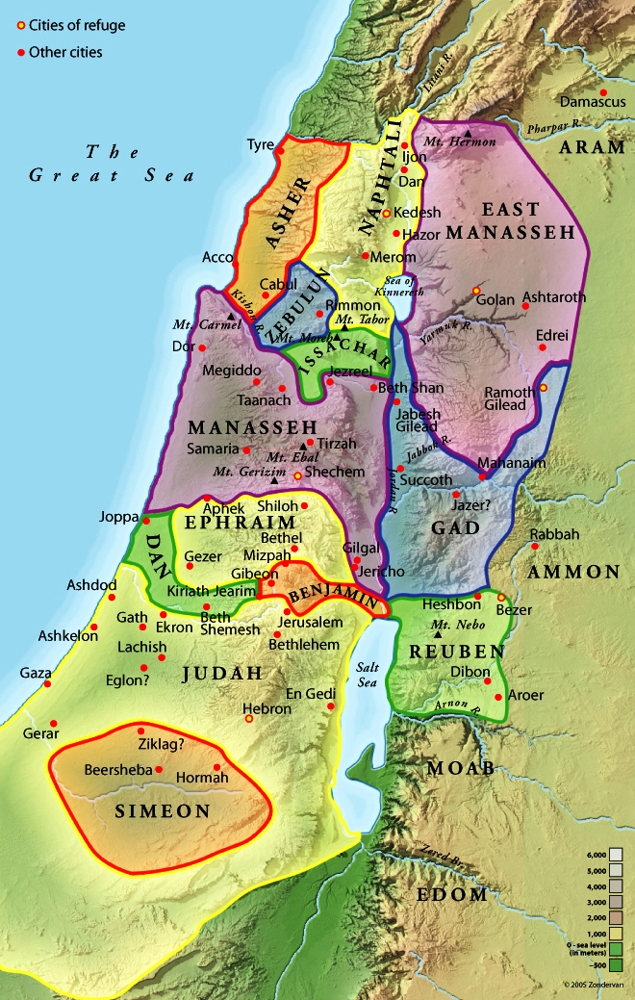 Cities of refuge
Other cities
The
Great Sea
Litani R.
Damascus
Pharpar R.
ARAM
Mt. Hermon
Tyre
Ijon
Dan
NAPHTALI
ASHER
EAST
MANASSEH
Kedesh
Hazor
Merom
Acco
Cabul
Kishon R.
ZEBULUN
Sea of
Kinnereth
Golan
Ashtaroth
Rimmon
Mt. Tabor
Mt. Carmel
Mt. Moreh
Yarmuk R.
Edrei
Dor
ISSACHAR
Megiddo
Jezreel
Taanach
Beth Shan
Ramoth
Gilead
Jabesh
Gilead
MANASSEH
Samaria
Tirzah
Mt. Ebal
Mt. Gerizim
Shechem
Jabbok R.
Mahanaim
Succoth
Jordan R.
Jazer?
GAD
Joppa
Aphek
Shiloh
EPHRAIM
DAN
Bethel
Mizpah
Gezer
Gilgal
Jericho
Rabbah
AMMON
Gibeon
BENJAMIN
Kiriath Jearim
Ashdod
Heshbon
Bezer
Gath
Ekron
Beth
Shemesh
Jerusalem
Mt. Nebo
Ashkelon
Lachish
Bethlehem
REUBEN
Gaza
Eglon?
JUDAH
Salt
Sea
Dibon
En Gedi
Aroer
Hebron
Arnon R.
Gerar
Ziklag?
Beersheba
Hormah
MOAB
SIMEON
Zered Br.
EDOM
6,000
5,000
4,000
3,000
2,000
1,000
0 - sea level
(in meters)
-500
© 2005 Zondervan